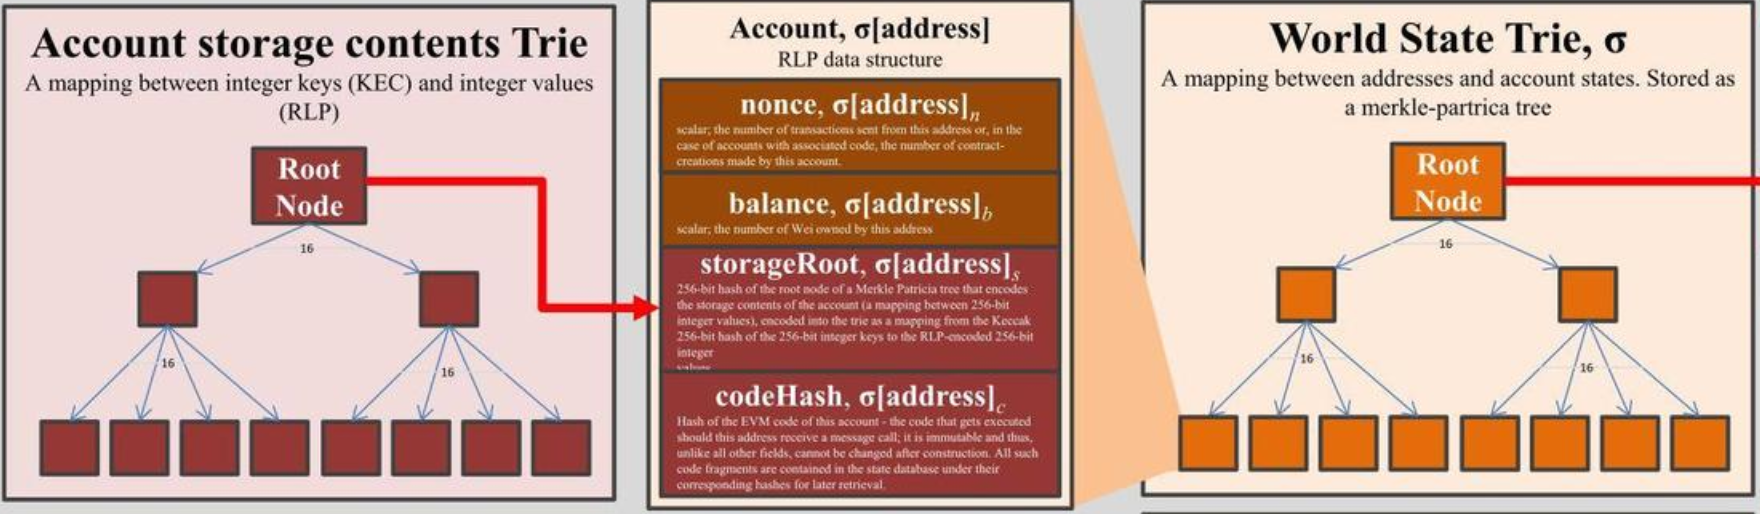 Account storage contents Trie
A mapping between integer keys (KEC) and integer values
(RLP)
Root
Node
16
16
16
Account, σ[address]
RLP data structure
nonce, σ[address]n
scalar; the number of transactions sent from this address or, in the
case of accounts with associated code, the number of contract-
creations made by this account.
balance, σ[address]b
scalar; the number of Wei owned by this address
storageRoot, σ[address]s
256-bit hash of the root node of a Merkle Patricia tree that encodes
the storage contents of the account (a mapping between 256-bit
integer values), encoded into the trie as a mapping from the Keccak
256-bit hash of the 256-bit integer keys to the RLP-encoded 256-bit
integer
values
codeHash, σ[address]c
Hash of the EVM code of this account - the code that gets executed
should this address receive a message call; it is immutable and thus,
unlike all other fields, cannot be changed after construction. All such
code fragments are contained in the state database under their
corresponding hashes for later retrieval.
World State Trie, σ
A mapping between addresses and account states. Stored as
a merkle-partrica tree
Root
Node
16
16
16